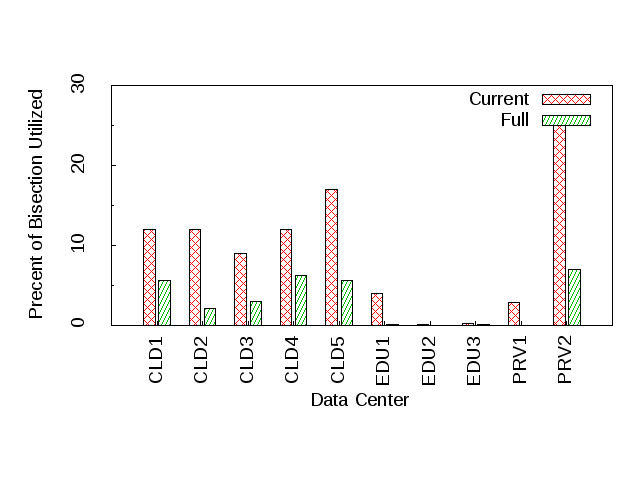 30
20
10
0
Precent of Bisection Utilized
Current
Full
CLD1
CLD2
CLD3
CLD4
CLD5
EDU1
EDU2
EDU3
PRV1
PRV2
Data Center